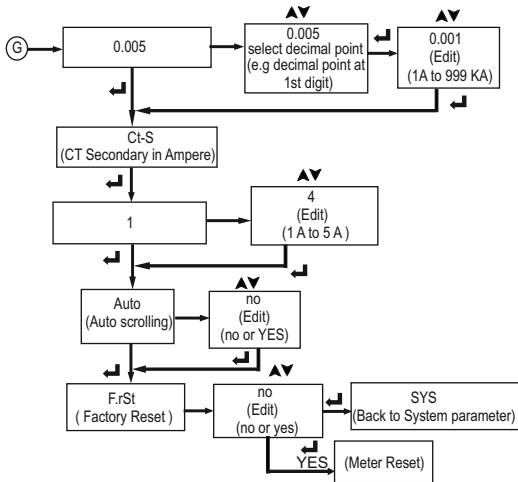 G
0.005
0.005
select decimal point
(e.g decimal point at
1st digit)
0.001
(Edit)
(1A to 999 KA)
Ct-S
(CT Secondary in Ampere)
1
4
(Edit)
(1 A to 5 A )
Auto
(Auto scrolling)
no
(Edit)
(no or YES)
F.rSt
( Factory Reset )
no
(Edit)
(no or yes)
SYS
(Back to System parameter)
YES
(Meter Reset)